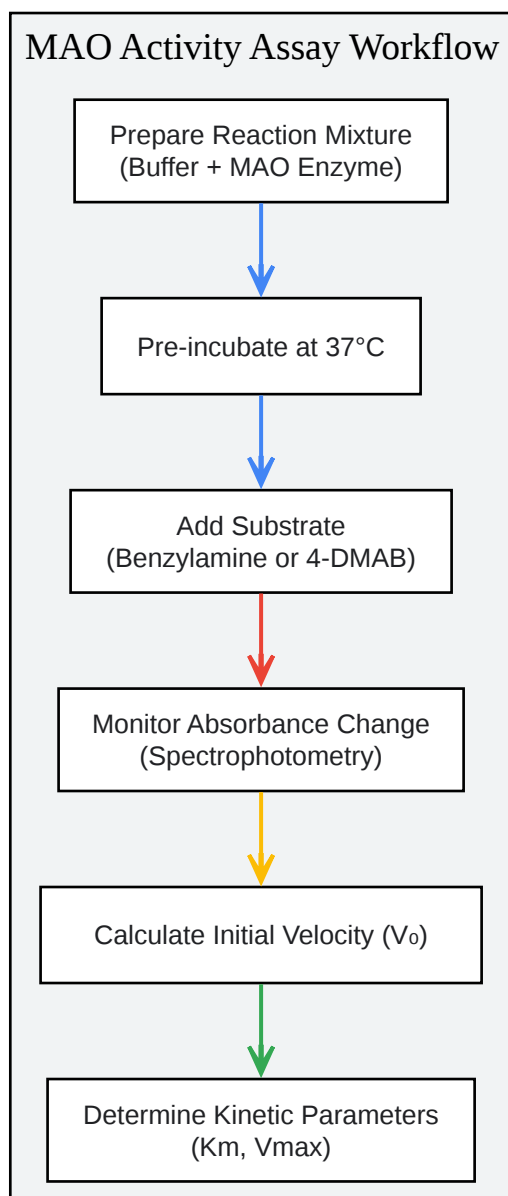 MAO Activity Assay Workflow
Prepare Reaction Mixture
(Buffer + MAO Enzyme)
Pre-incubate at 37°C
Add Substrate
(Benzylamine or 4-DMAB)
Monitor Absorbance Change
(Spectrophotometry)
Calculate Initial Velocity (V₀)
Determine Kinetic Parameters
(Km, Vmax)